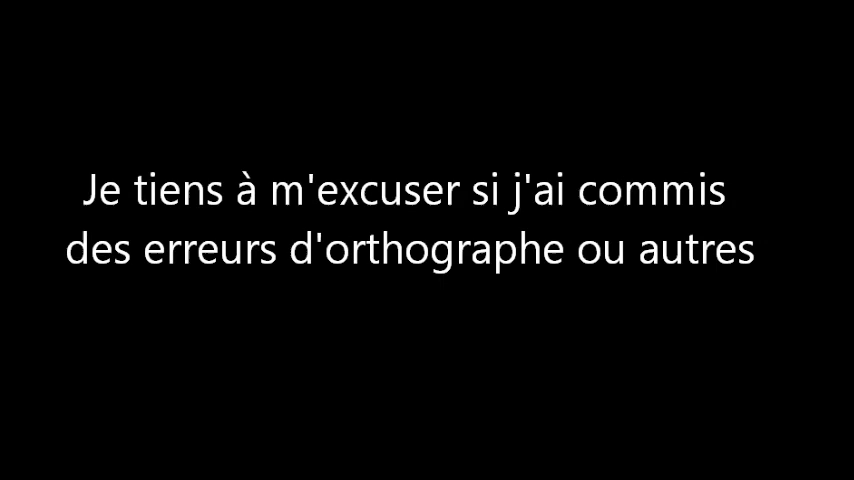 Je tiens à m'excuser si j'ai commis
des erreurs d'orthographe ou autres